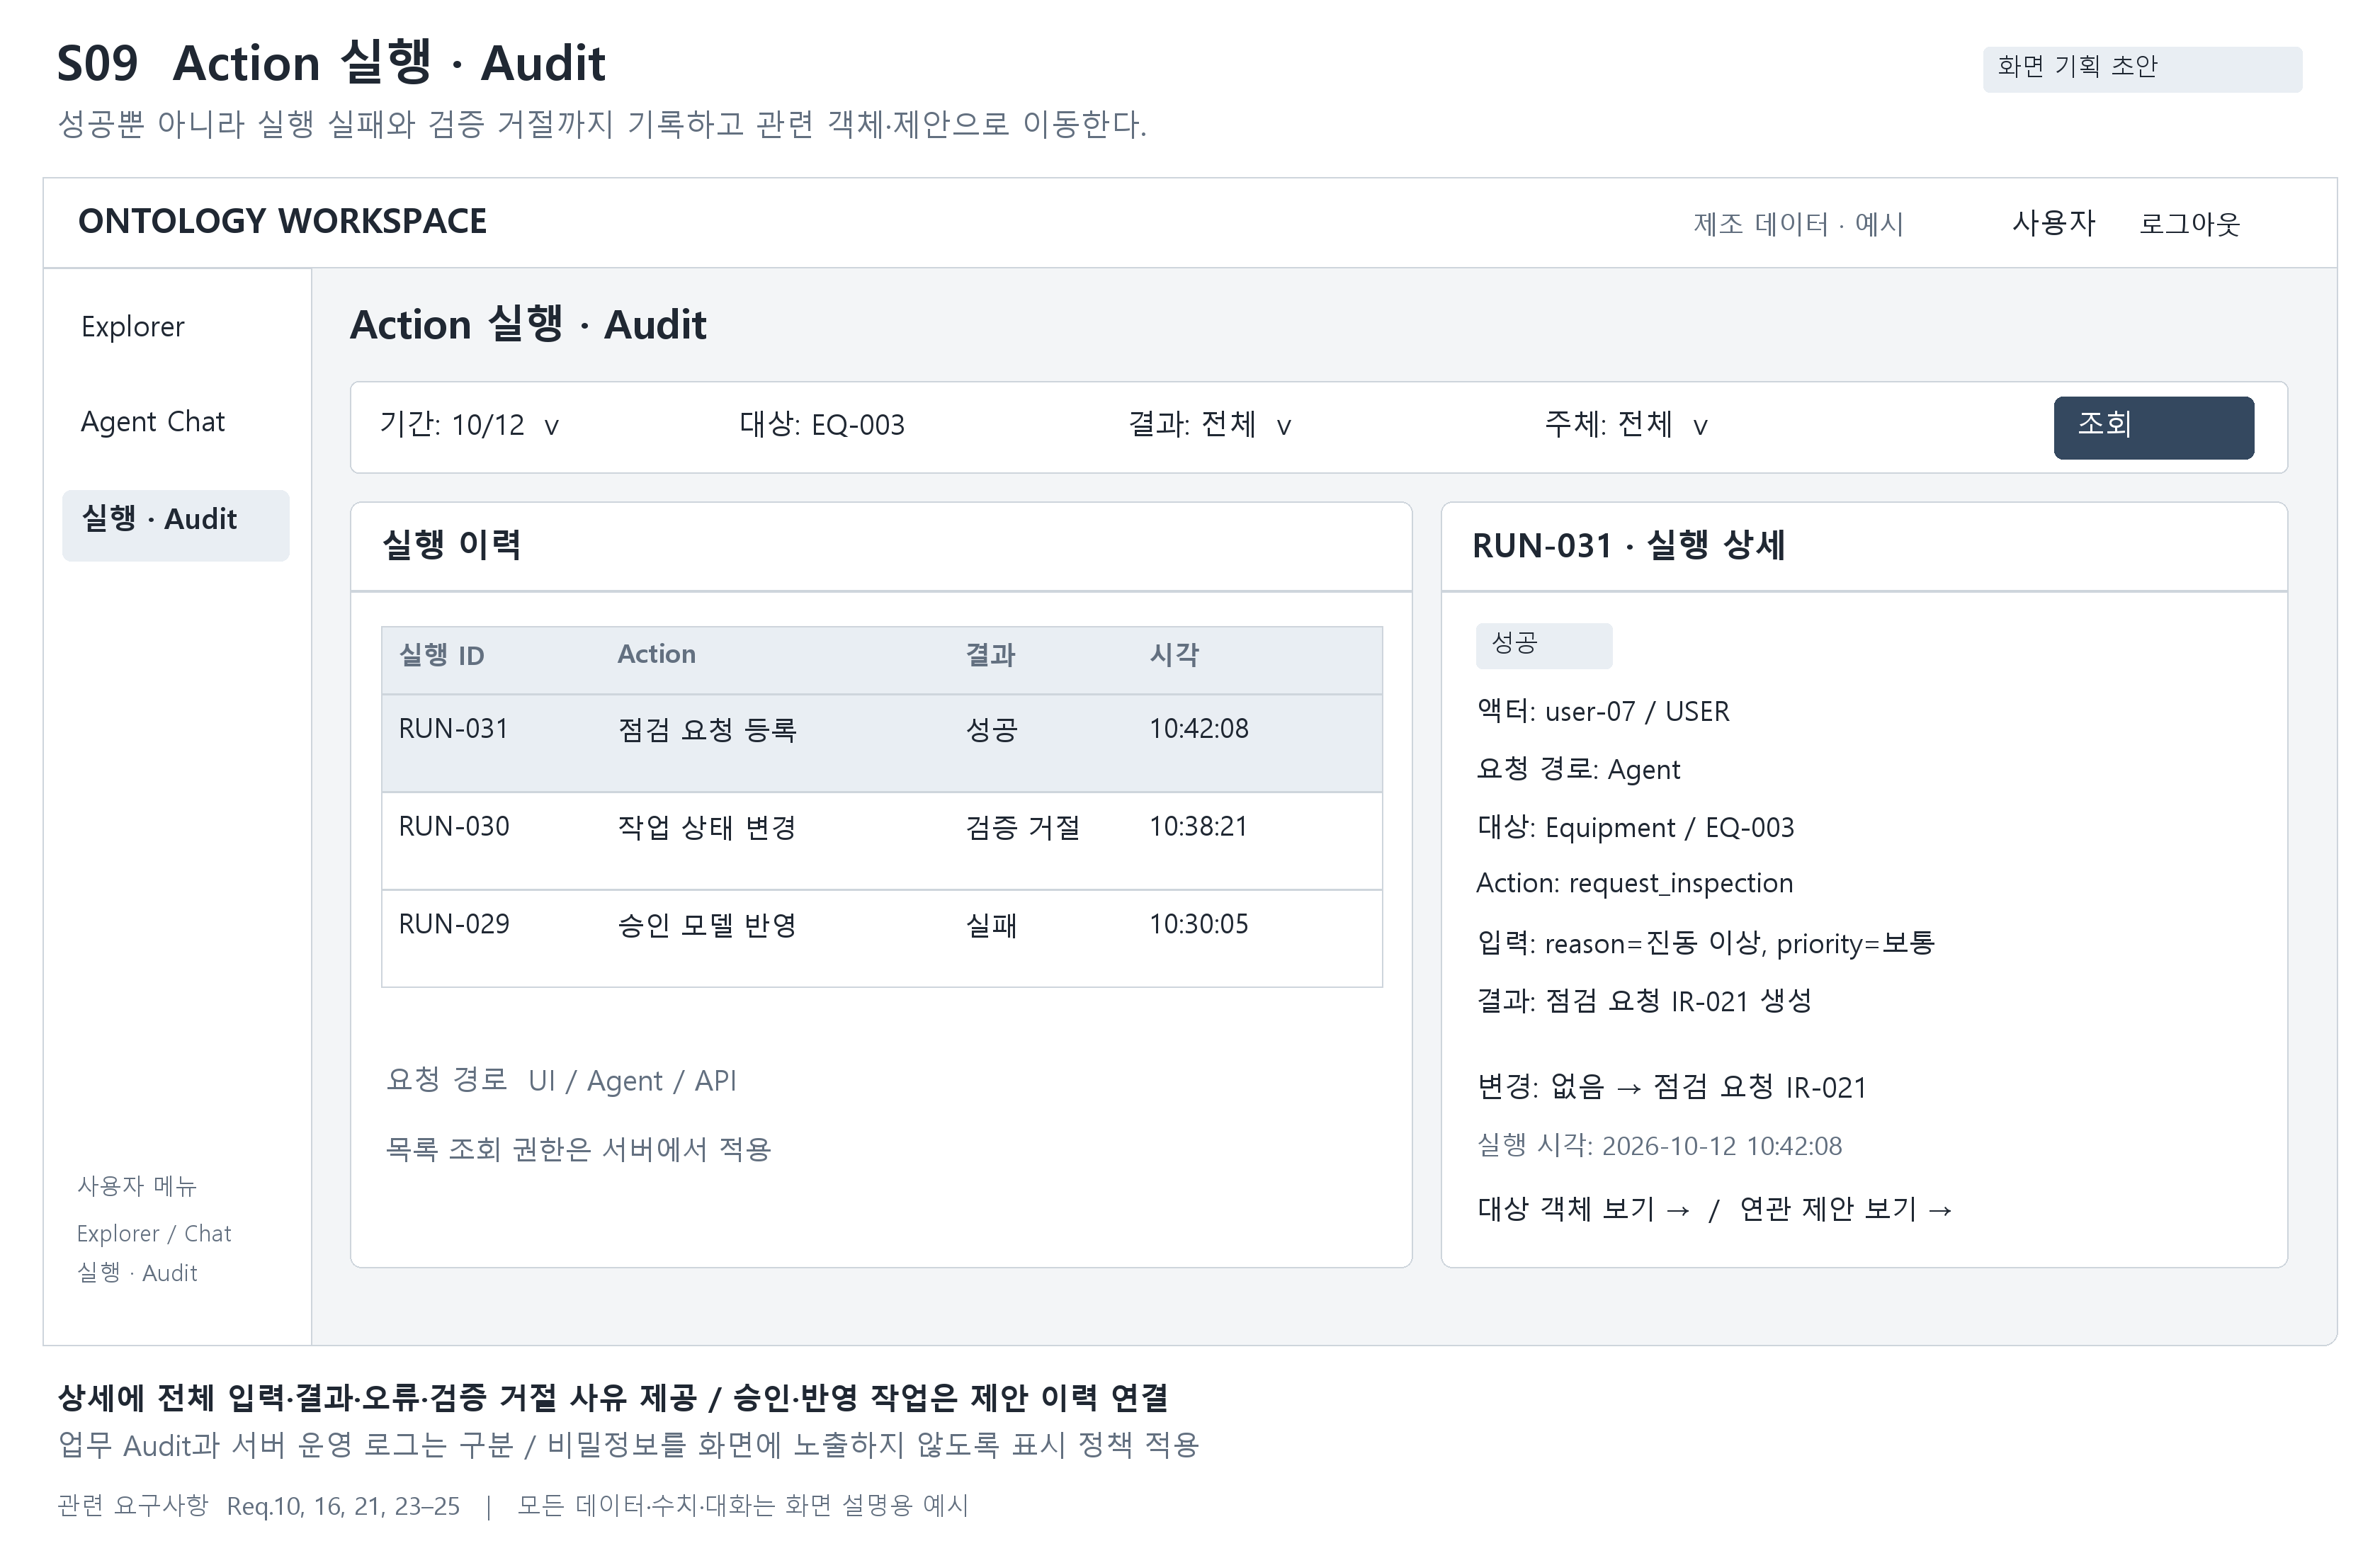 S09 Action 실행 · Audit
화면 기획 초안
성공뿐 아니라 실행 실패와 검증 거절까지 기록하고 관련 객체·제안으로 이동한다.
ONTOLOGY WORKSPACE
제조 데이터 · 예시
사용자
로그아웃
Explorer
Agent Chat
실행 · Audit
사용자 메뉴
Explorer / Chat
실행 · Audit
Action 실행 · Audit
기간: 10/12 v
대상: EQ-003
결과: 전체 v
주체: 전체 v
조회
실행 이력
실행 ID Action 결과 시각
RUN-031 점검 요청 등록 성공 10:42:08
RUN-030 작업 상태 변경 검증 거절 10:38:21
RUN-029 승인 모델 반영 실패 10:30:05
요청 경로 UI / Agent / API
목록 조회 권한은 서버에서 적용
RUN-031 · 실행 상세
성공
액터: user-07 / USER
요청 경로: Agent
대상: Equipment / EQ-003
Action: request_inspection
입력: reason=진동 이상, priority=보통
결과: 점검 요청 IR-021 생성
변경: 없음 → 점검 요청 IR-021
실행 시각: 2026-10-12 10:42:08
대상 객체 보기 → / 연관 제안 보기 →
상세에 전체 입력·결과·오류·검증 거절 사유 제공 / 승인·반영 작업은 제안 이력 연결
업무 Audit과 서버 운영 로그는 구분 / 비밀정보를 화면에 노출하지 않도록 표시 정책 적용
관련 요구사항 Req.10, 16, 21, 23–25 | 모든 데이터·수치·대화는 화면 설명용 예시